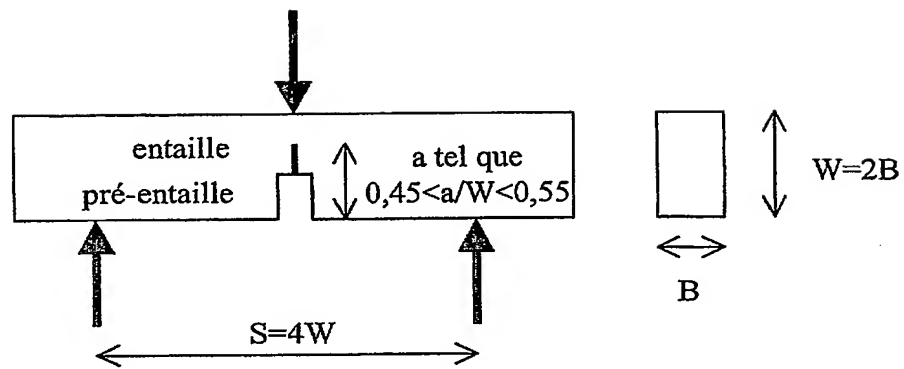 entaille
pré-entaille
a tel que
0,45<a/W<0,55
W=2B
B
S=4W